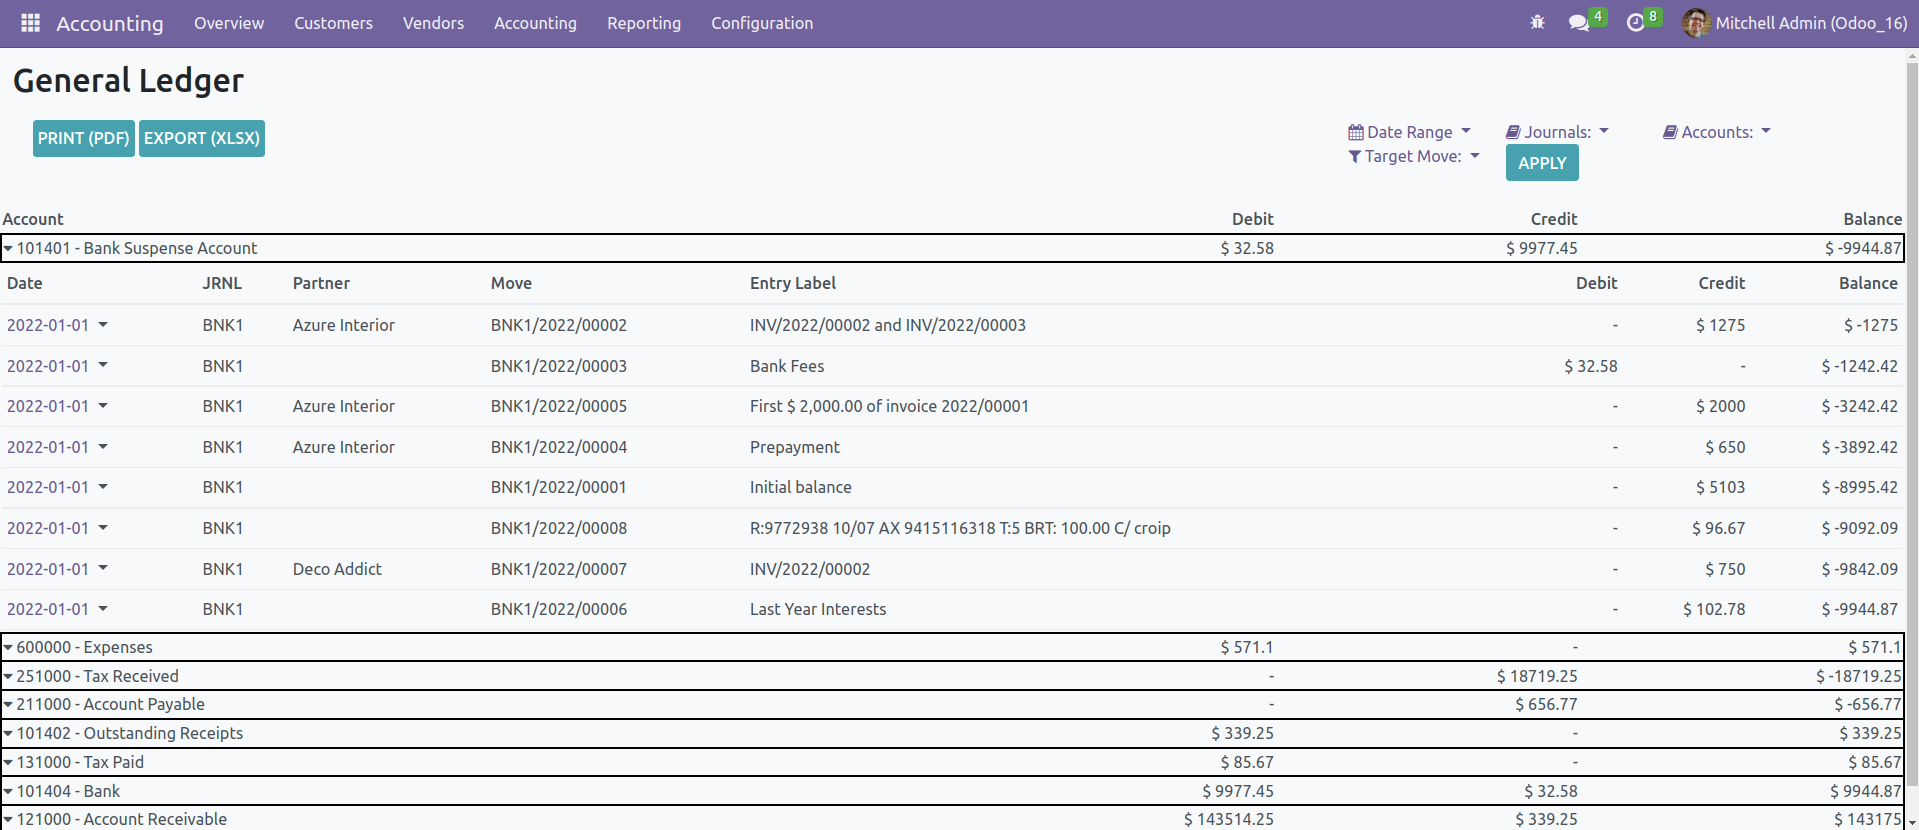 Accounting Overview Customers Vendors Accounting Reporting Configuration 4 8 Mitchell Admin (Odoo_16)
General Ledger
PRINT (PDF) EXPORT (XLSX)
Date Range Journals: Accounts:
Target Move: APPLY
Account Debit Credit Balance
101401 - Bank Suspense Account $ 32.58 $ 9977.45 $ -9944.87
Date JRNL Partner Move Entry Label Debit Credit Balance
2022-01-01 BNK1 Azure Interior BNK1/2022/00002 INV/2022/00002 and INV/2022/00003 - $ 1275 $ -1275
2022-01-01 BNK1 BNK1/2022/00003 Bank Fees $ 32.58 - $ -1242.42
2022-01-01 BNK1 Azure Interior BNK1/2022/00005 First $ 2,000.00 of invoice 2022/00001 - $ 2000 $ -3242.42
2022-01-01 BNK1 Azure Interior BNK1/2022/00004 Prepayment - $ 650 $ -3892.42
2022-01-01 BNK1 BNK1/2022/00001 Initial balance - $ 5103 $ -8995.42
2022-01-01 BNK1 BNK1/2022/00008 R:9772938 10/07 AX 9415116318 T:5 BRT: 100.00 C/ croip - $ 96.67 $ -9092.09
2022-01-01 BNK1 Deco Addict BNK1/2022/00007 INV/2022/00002 - $ 750 $ -9842.09
2022-01-01 BNK1 BNK1/2022/00006 Last Year Interests - $ 102.78 $ -9944.87
600000 - Expenses $ 571.1 - $ 571.1
251000 - Tax Received - $ 18719.25 $ -18719.25
211000 - Account Payable - $ 656.77 $ -656.77
101402 - Outstanding Receipts $ 339.25 - $ 339.25
131000 - Tax Paid $ 85.67 - $ 85.67
101404 - Bank $ 9977.45 $ 32.58 $ 9944.87
121000 - Account Receivable $ 143514.25 $ 339.25 $ 143175